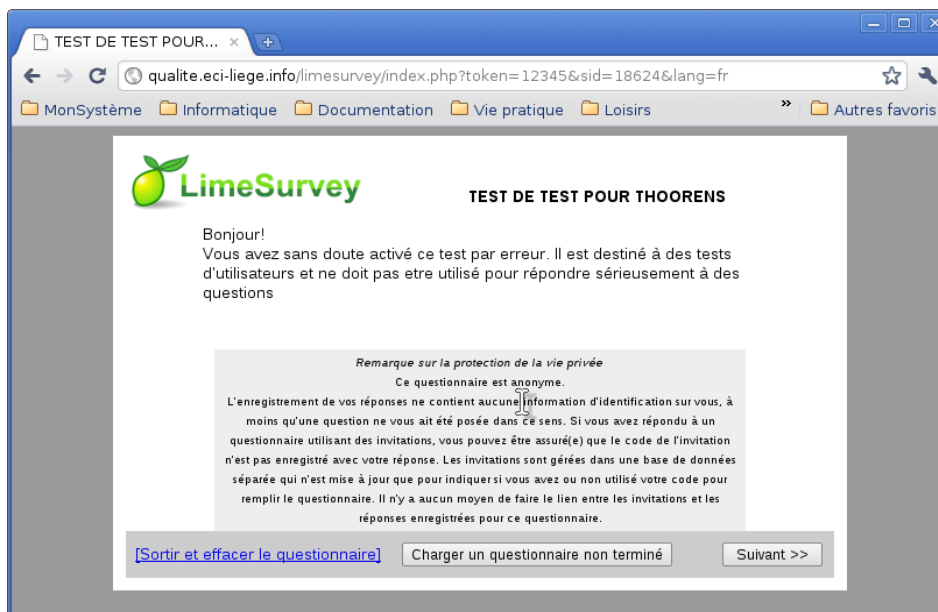 TEST DE TEST POUR...
qualite.eci-liege.info/limesurvey/index.php?token=12345&sid=18624&lang=fr
MonSystème Informatique Documentation Vie pratique Loisirs » Autres favoris
LimeSurvey
TEST DE TEST POUR THOORENS
Bonjour!
Vous avez sans doute activé ce test par erreur. Il est destiné à des tests
d'utilisateurs et ne doit pas etre utilisé pour répondre sérieusement à des
questions
Remarque sur la protection de la vie privée
Ce questionnaire est anonyme.
L'enregistrement de vos réponses ne contient aucune information d'identification sur vous, à
moins qu'une question ne vous ait été posée dans ce sens. Si vous avez répondu à un
questionnaire utilisant des invitations, vous pouvez être assuré(e) que le code de l'invitation
n'est pas enregistré avec votre réponse. Les invitations sont gérées dans une base de données
séparée qui n'est mise à jour que pour indiquer si vous avez ou non utilisé votre code pour
remplir le questionnaire. Il n'y a aucun moyen de faire le lien entre les invitations et les
réponses enregistrées pour ce questionnaire.
[Sortir et effacer le questionnaire] Charger un questionnaire non terminé Suivant >>